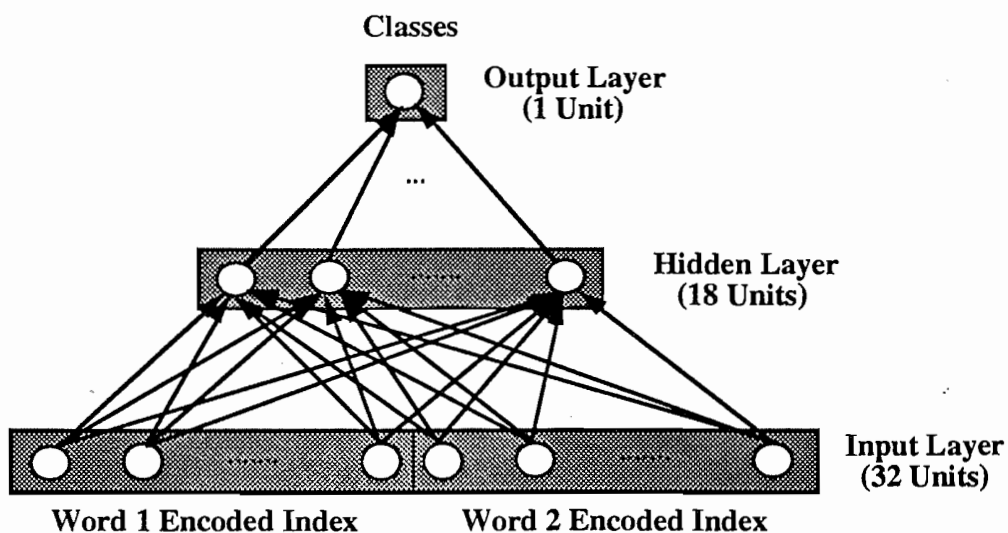 Classes
Output Layer
(1 Unit)
...
Hidden Layer
(18 Units)
.......
Input Layer
(32 Units)
....... .......
Word 1 Encoded Index
Word 2 Encoded Index